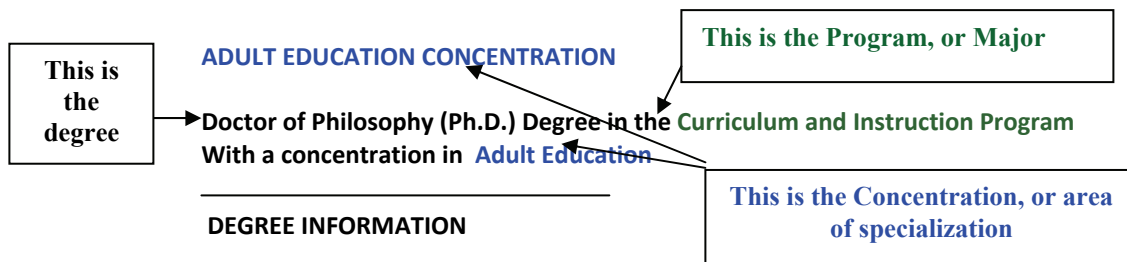 This is
the
degree
ADULT EDUCATION CONCENTRATION
This is the Program, or Major
Doctor of Philosophy (Ph.D.) Degree in the Curriculum and Instruction Program
With a concentration in Adult Education
This is the Concentration, or area
of specialization
DEGREE INFORMATION